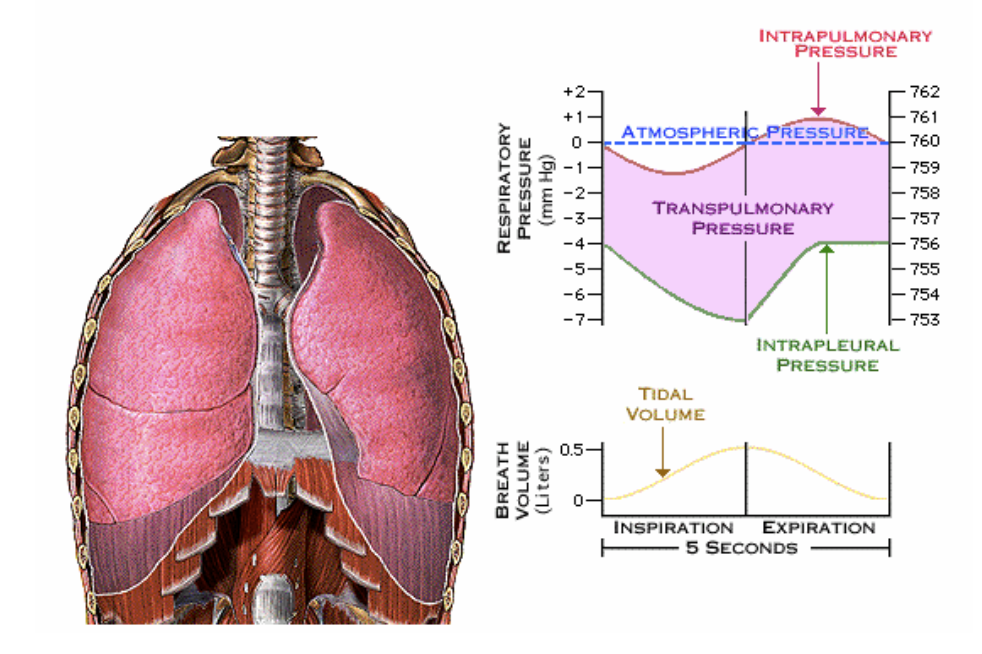 INTRAPULMONARY
PRESSURE
+2
762
+1
761
ATMOSPHERIC PRESSURE
0
760
-1
759
-2
758
TRANSPULMONARY
PRESSURE
-3
757
-4
756
-5
755
-6
754
-7
753
RESPIRATORY
PRESSURE
(mm Hg)
INTRAPLEURAL
PRESSURE
TIDAL
VOLUME
BREATH
VOLUME
(Liters)
0.5
0
INSPIRATION
EXPIRATION
5 SECONDS